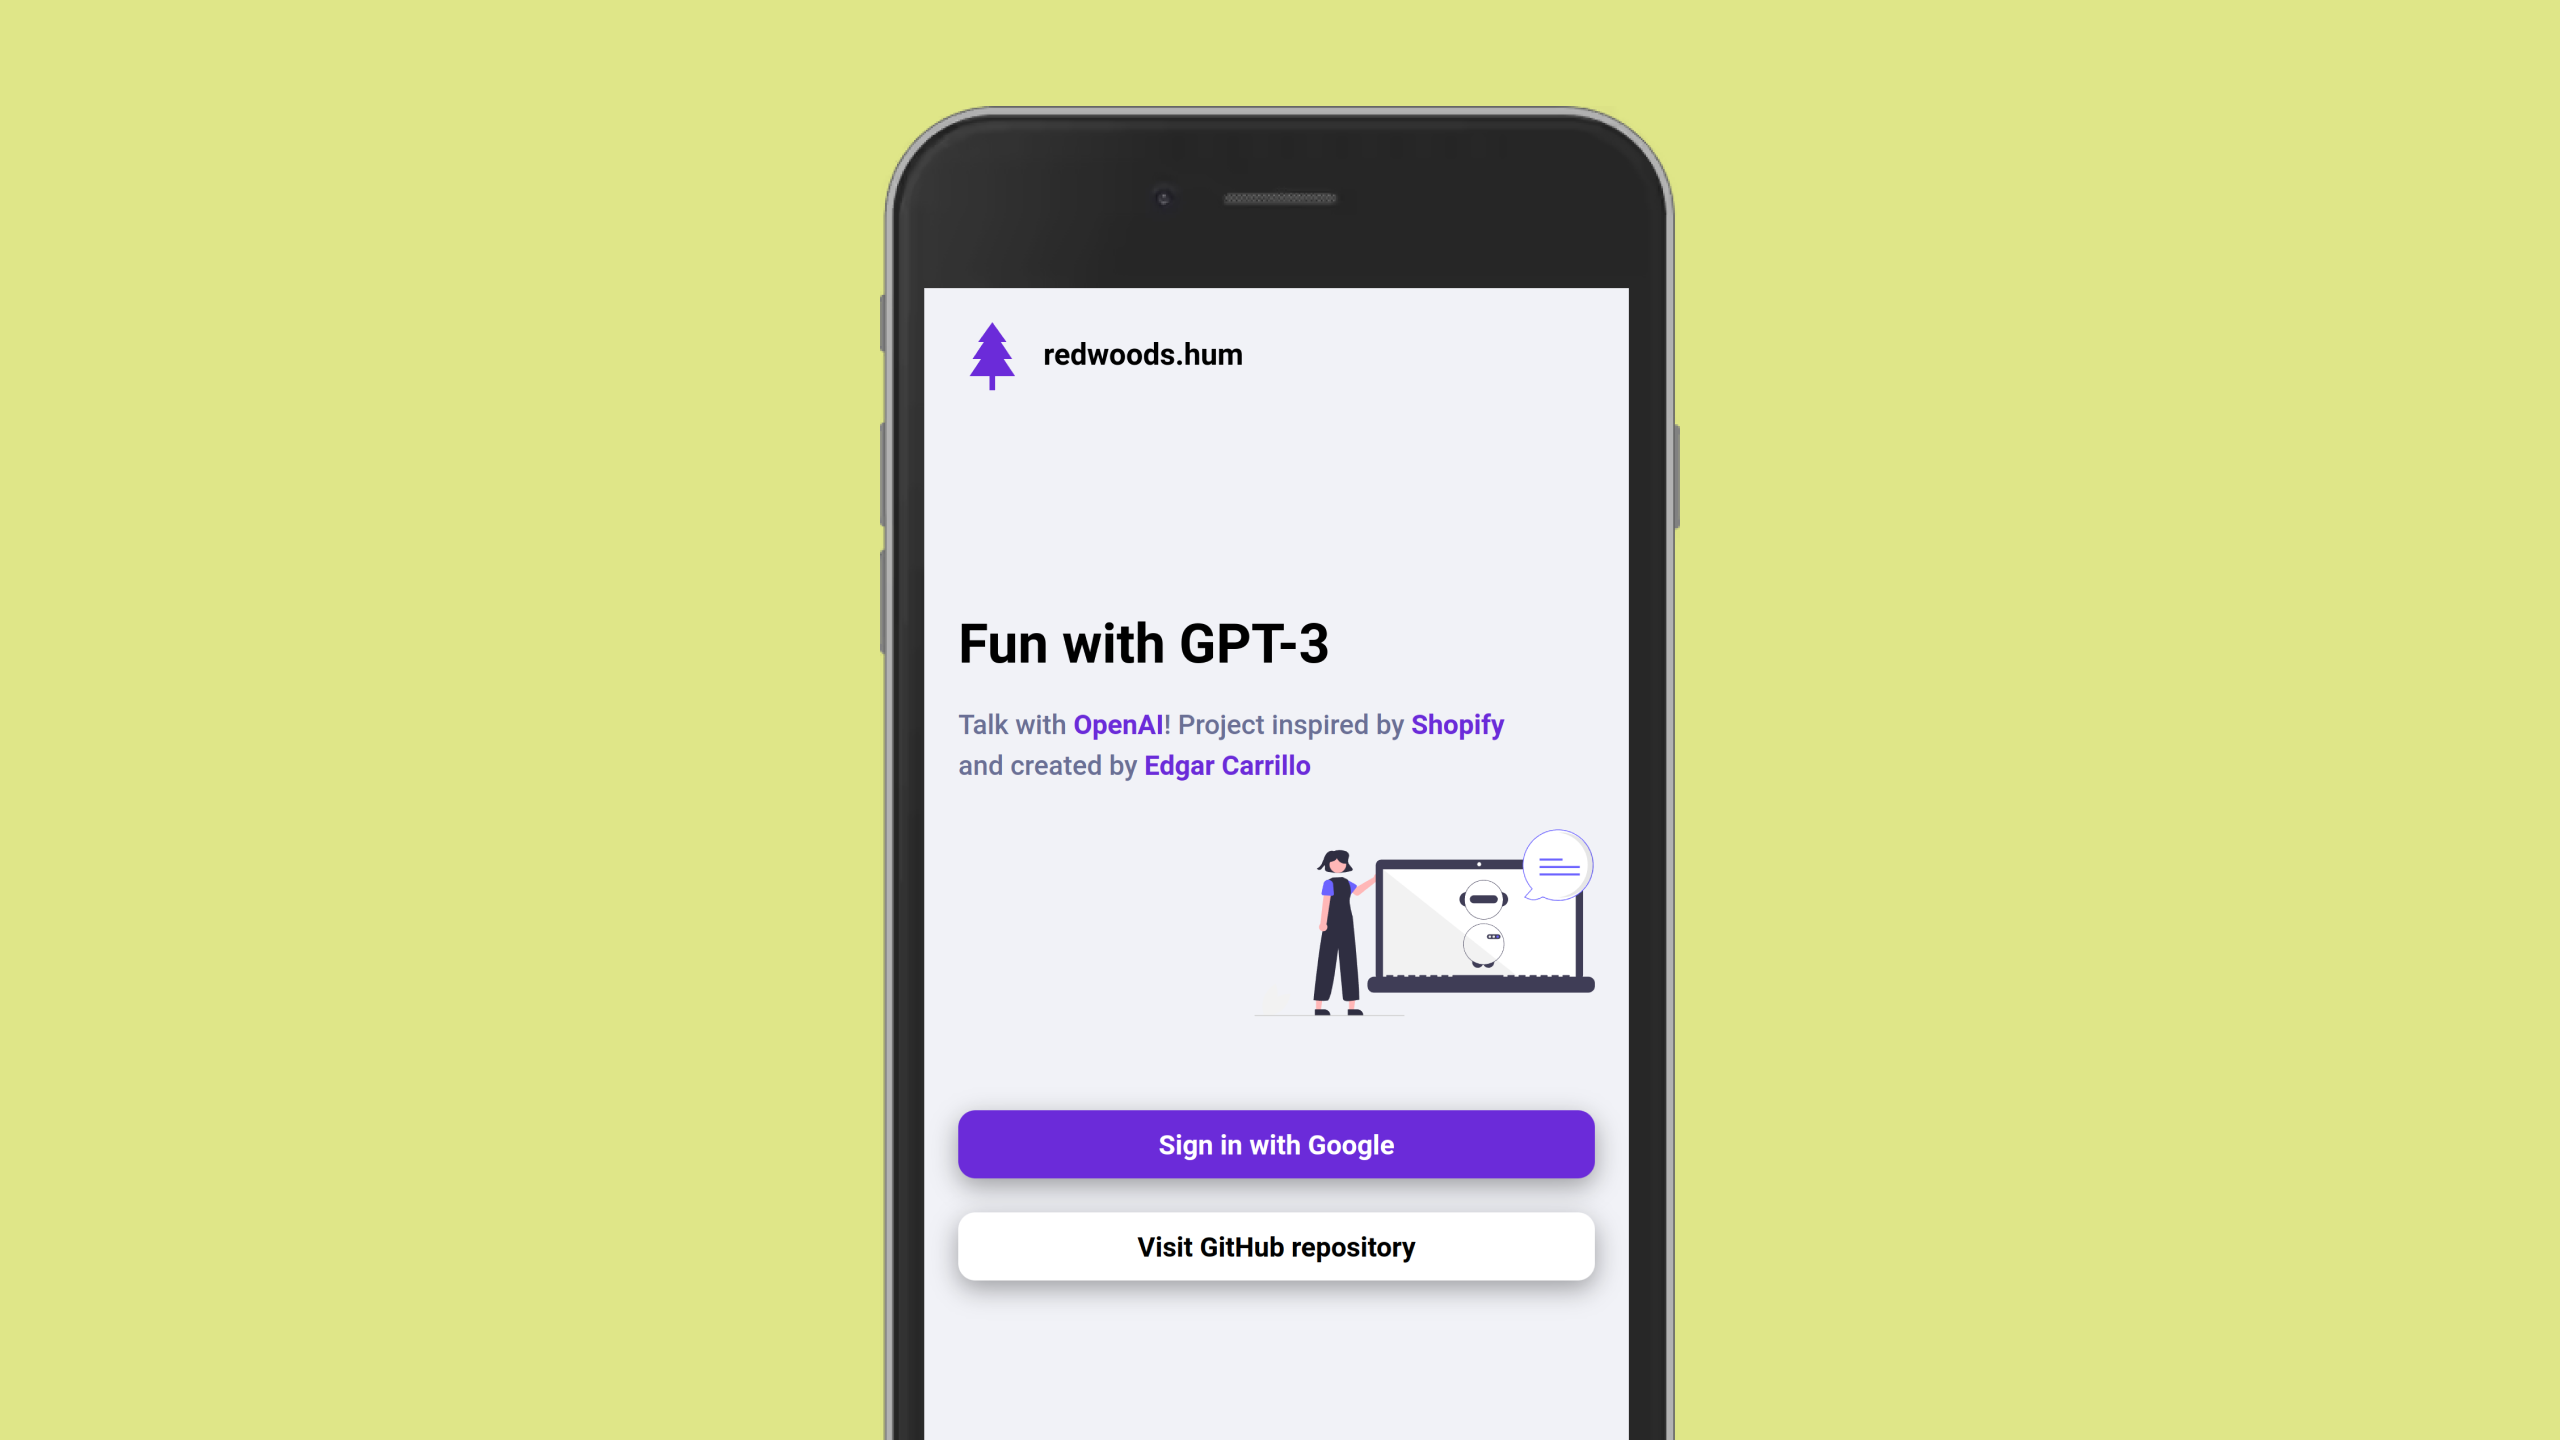 redwoods.hum
Fun with GPT-3
Talk with OpenAI! Project inspired by Shopify
and created by Edgar Carrillo
Sign in with Google
Visit GitHub repository